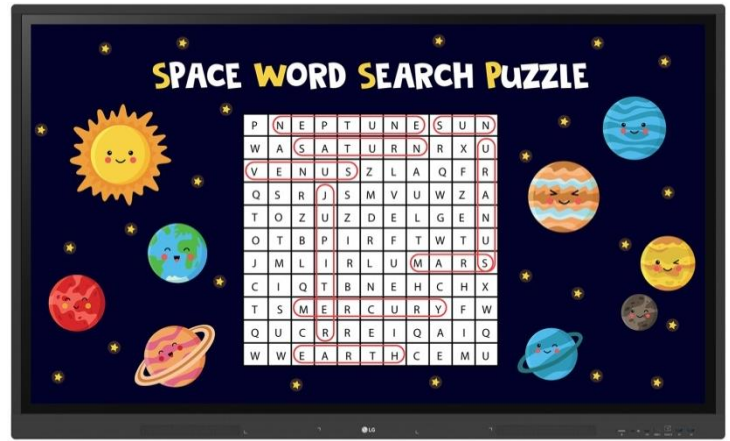 SPACE WORD SEARCH PUZZLE
P N E P T U N E S U N
W A S A T U R N R X U
V E N U S Z L A Q F R
Q S R J S M V U W Z A
T O Z U Z D E L G E N
O T B P I R F T W T U
J M L I R L U M A R S
C I Q T B N E H C H X
T S M E R C U R Y F W
Q U C R R E I Q A I Q
W W E A R T H C E M U
LG